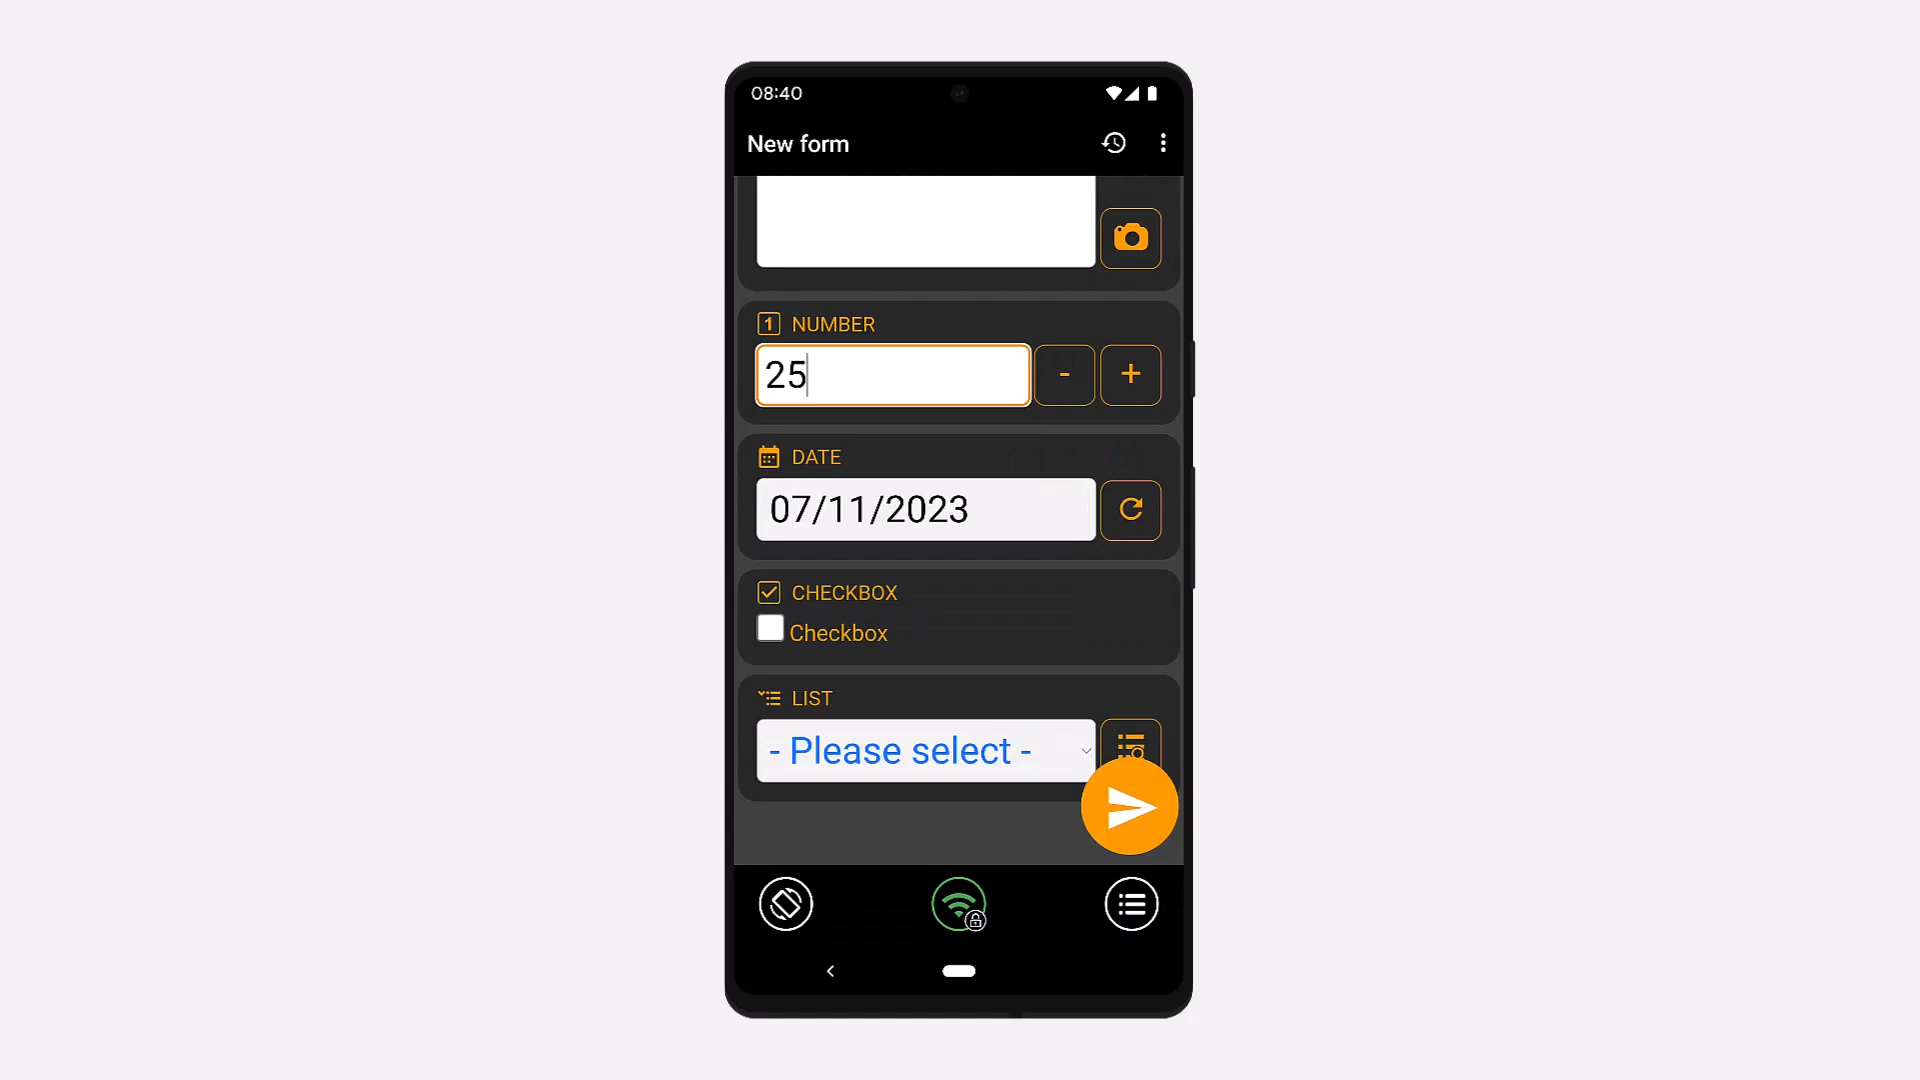 08:40
New form
1 NUMBER
25
- +
DATE
07/11/2023
CHECKBOX
Checkbox
LIST
- Please select -